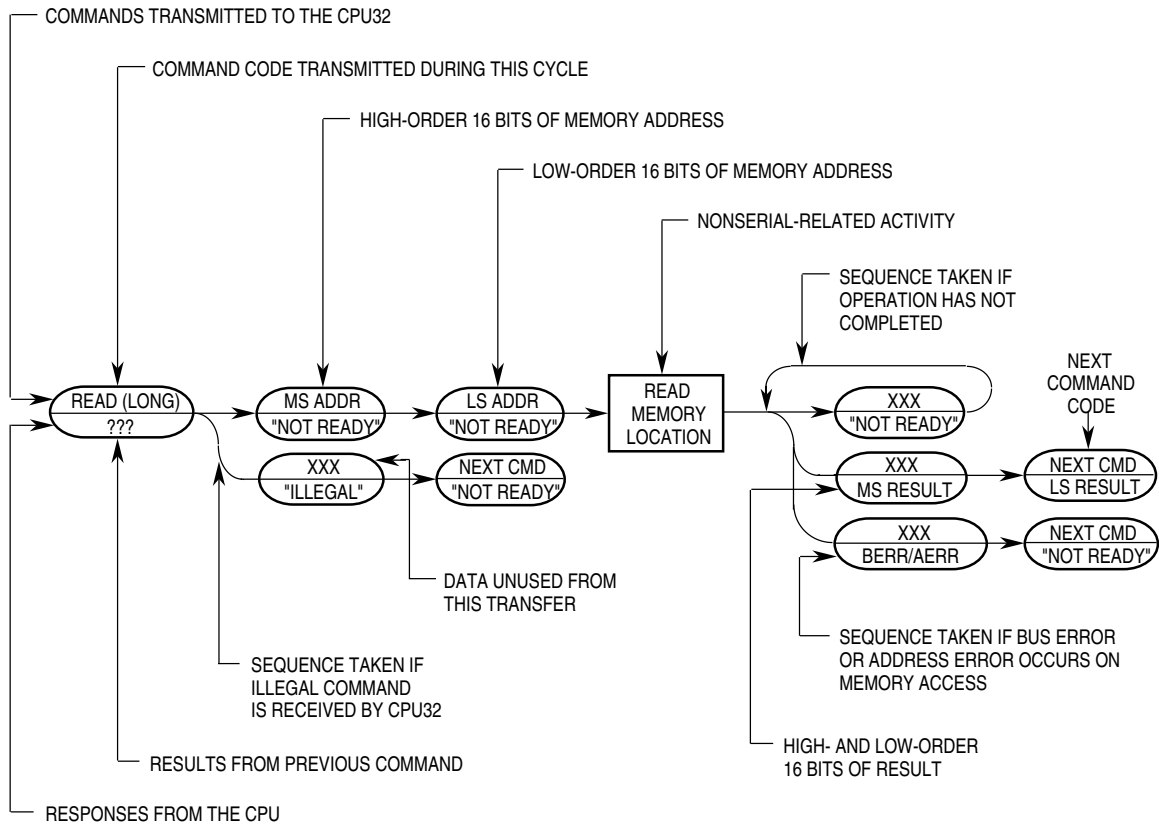 COMMANDS TRANSMITTED TO THE CPU32
COMMAND CODE TRANSMITTED DURING THIS CYCLE
HIGH-ORDER 16 BITS OF MEMORY ADDRESS
LOW-ORDER 16 BITS OF MEMORY ADDRESS
NONSERIAL-RELATED ACTIVITY
SEQUENCE TAKEN IF
OPERATION HAS NOT
COMPLETED
NEXT
COMMAND
CODE
READ (LONG)
???
MS ADDR
"NOT READY"
LS ADDR
"NOT READY"
READ
MEMORY
LOCATION
XXX
"NOT READY"
XXX
"ILLEGAL"
NEXT CMD
"NOT READY"
XXX
MS RESULT
NEXT CMD
LS RESULT
XXX
BERR/AERR
NEXT CMD
"NOT READY"
DATA UNUSED FROM
THIS TRANSFER
SEQUENCE TAKEN IF
ILLEGAL COMMAND
IS RECEIVED BY CPU32
SEQUENCE TAKEN IF BUS ERROR
OR ADDRESS ERROR OCCURS ON
MEMORY ACCESS
HIGH- AND LOW-ORDER
16 BITS OF RESULT
RESULTS FROM PREVIOUS COMMAND
RESPONSES FROM THE CPU